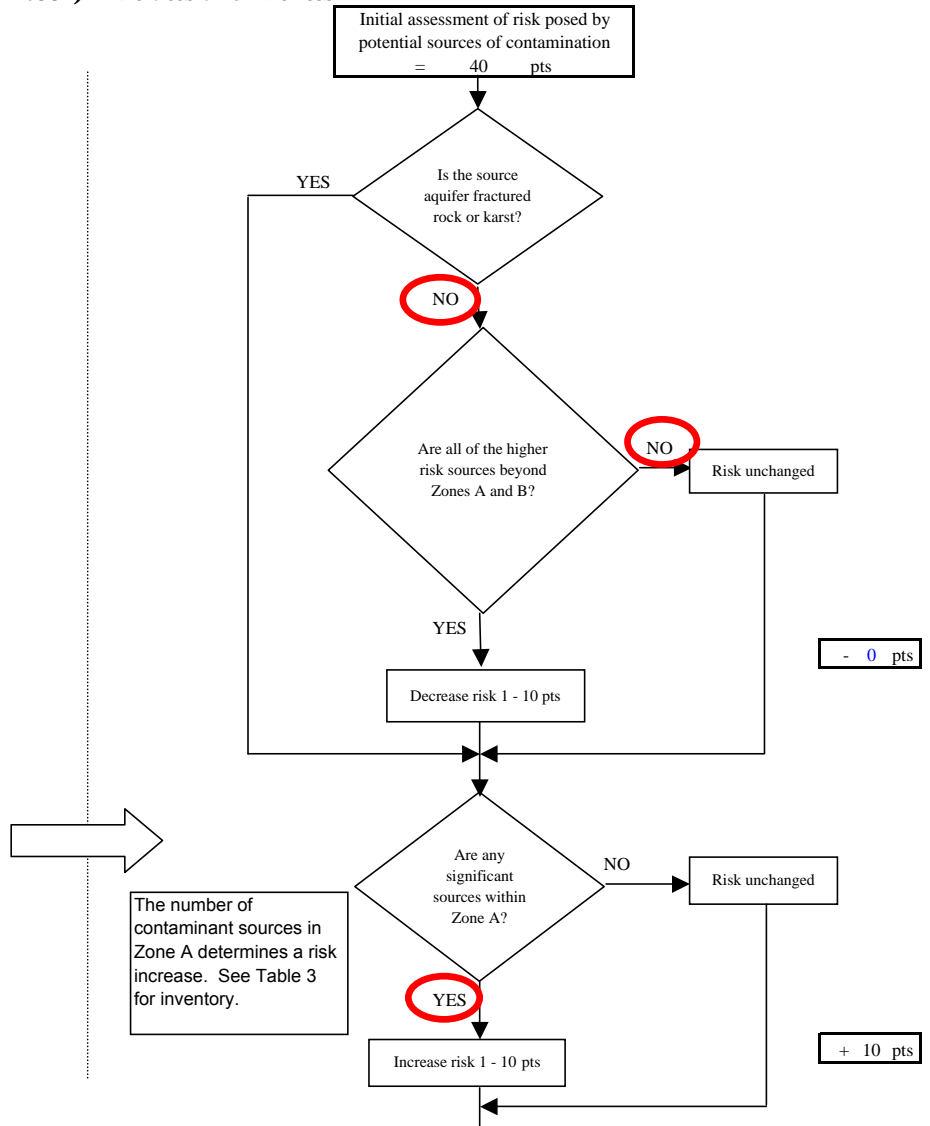 Initial assessment of risk posed by
potential sources of contamination
= 40 pts
YES
Is the source
aquifer fractured
rock or karst?
NO
Are all of the higher
risk sources beyond
Zones A and B?
NO
Risk unchanged
YES
- 0 pts
Decrease risk 1 - 10 pts
Are any
significant
sources within
Zone A?
NO
Risk unchanged
The number of
contaminant sources in
Zone A determines a risk
increase. See Table 3
for inventory.
YES
+ 10 pts
Increase risk 1 - 10 pts